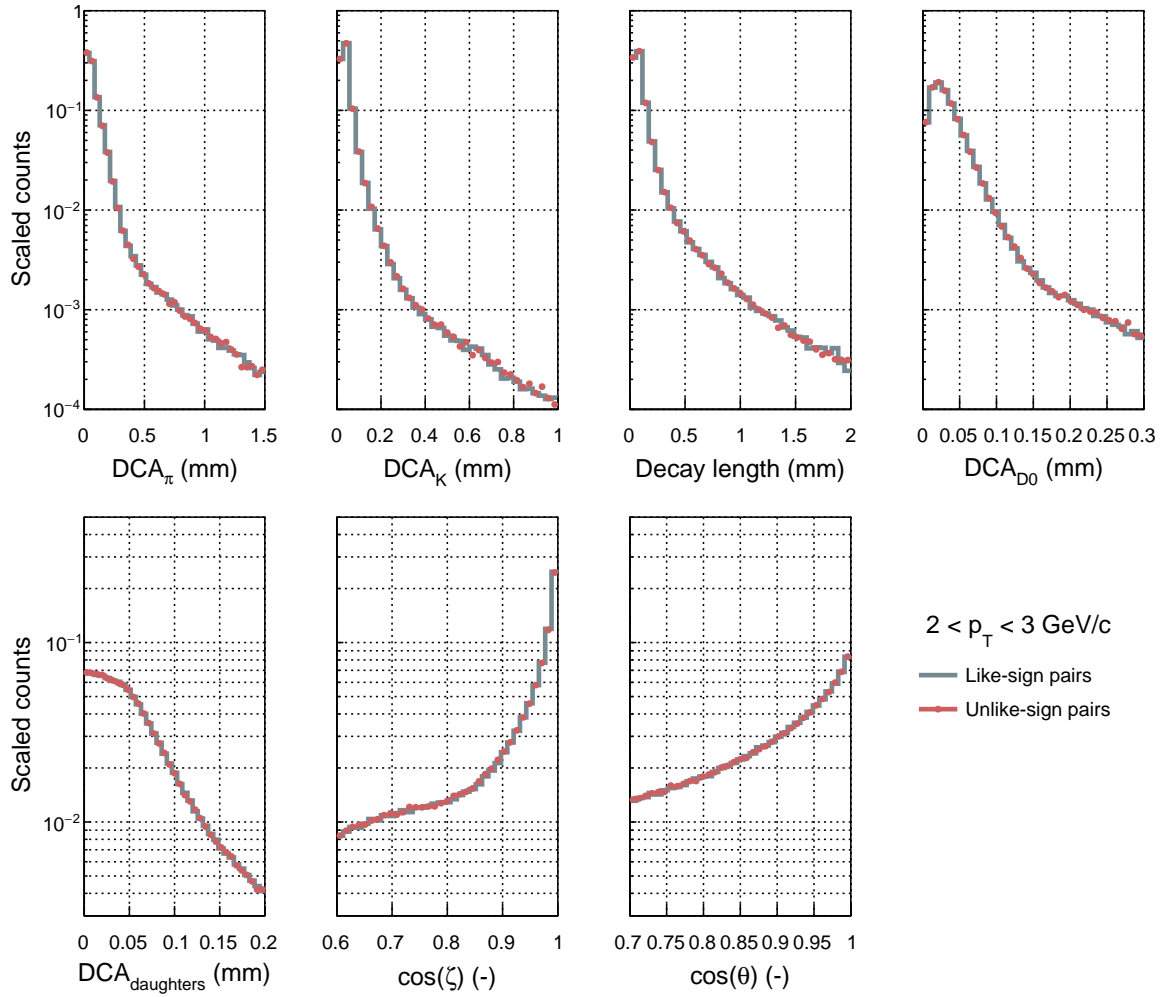 Scaled counts
1
10⁻¹
10⁻²
10⁻³
10⁻⁴
0 0.5 1 1.5
DCA_π (mm)
0 0.2 0.4 0.6 0.8 1
DCA_K (mm)
0 0.5 1 1.5 2
Decay length (mm)
0 0.05 0.1 0.15 0.2 0.25 0.3
DCA_D0 (mm)
Scaled counts
10⁻¹
10⁻²
0 0.05 0.1 0.15 0.2
DCA_daughters (mm)
0.6 0.7 0.8 0.9 1
cos(ζ) (-)
0.7 0.75 0.8 0.85 0.9 0.95 1
cos(θ) (-)
2 < p_T < 3 GeV/c
Like-sign pairs
Unlike-sign pairs